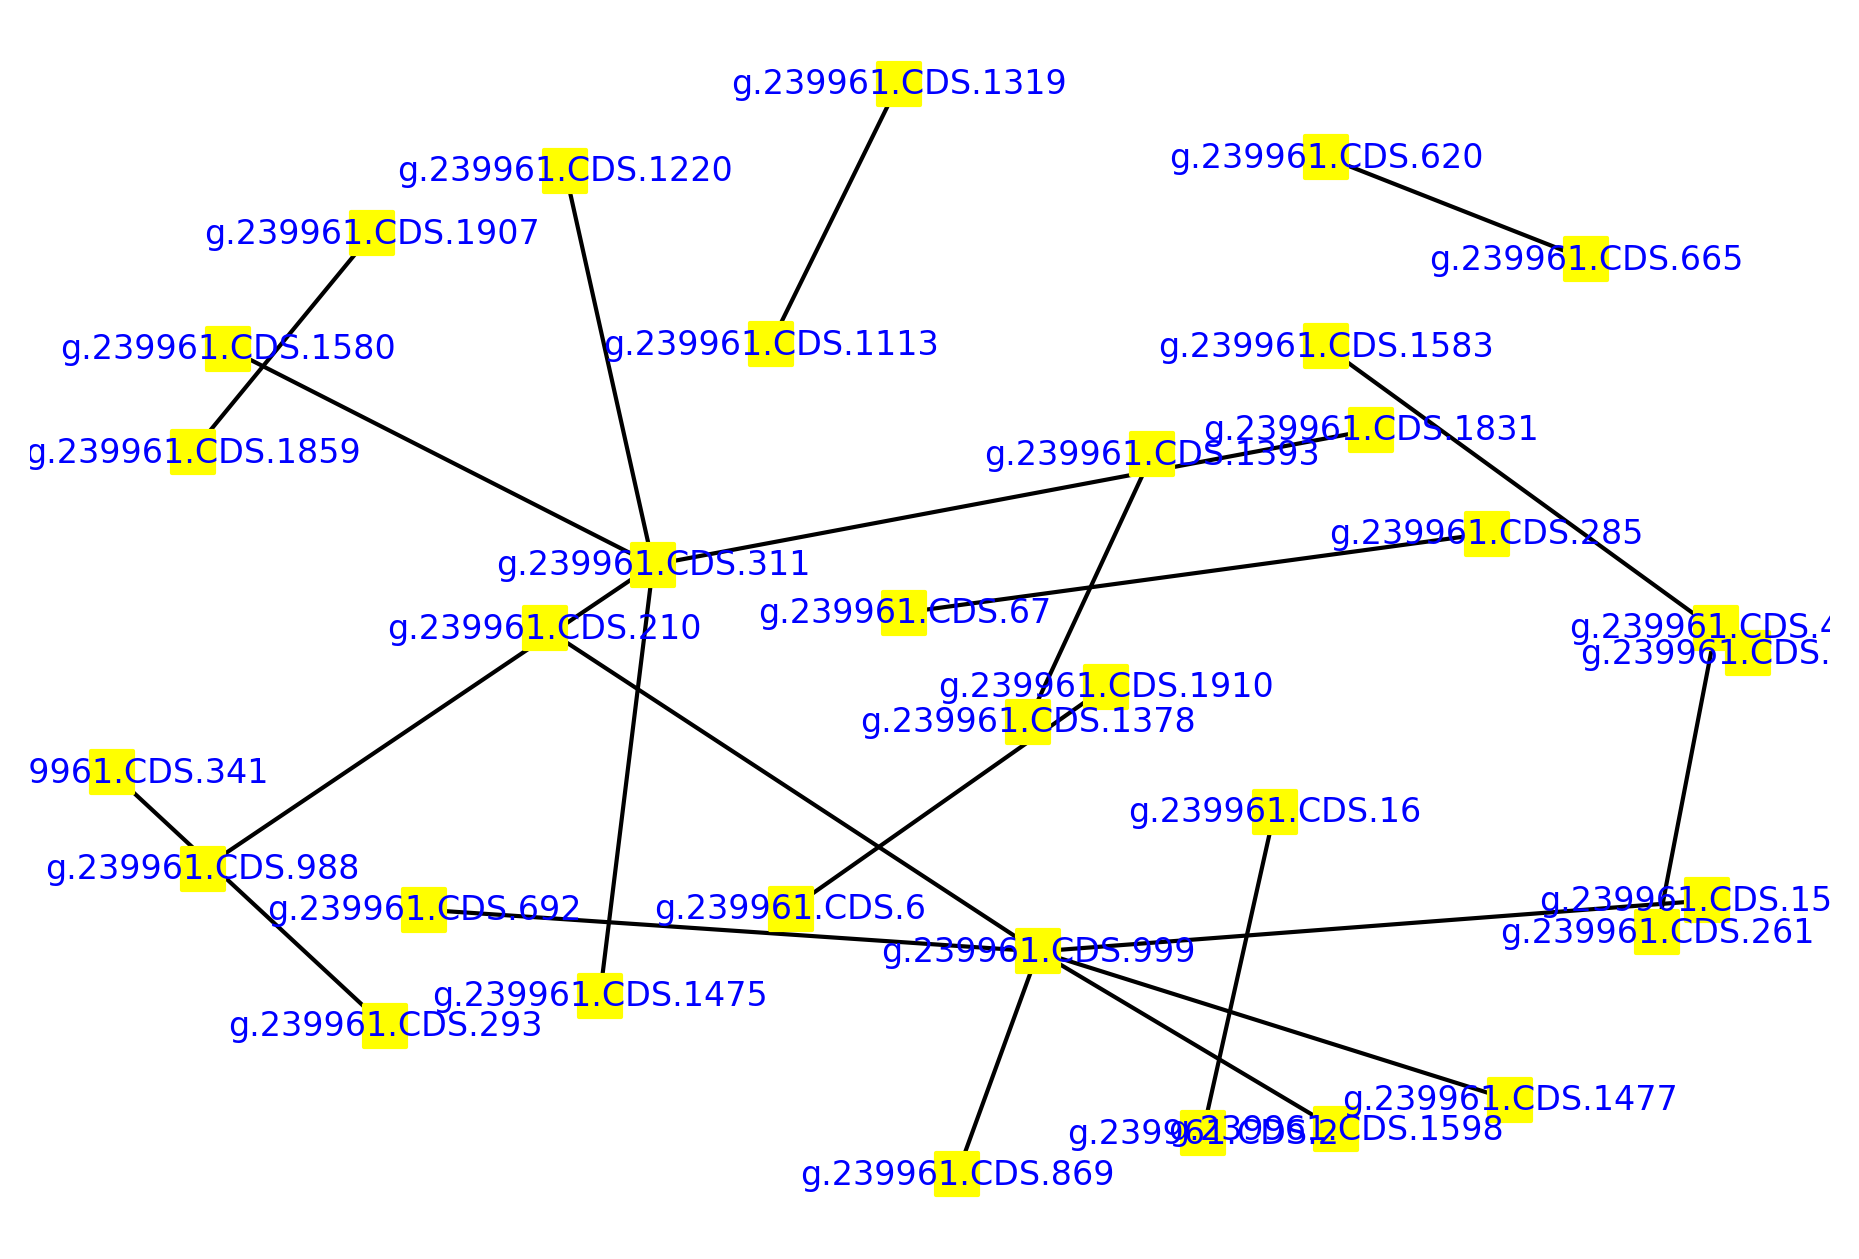 g.239961.CDS.1319
g.239961.CDS.620
g.239961.CDS.1220
g.239961.CDS.1907
g.239961.CDS.665
g.239961.CDS.1113
g.239961.CDS.1583
g.239961.CDS.1580
g.239961.CDS.1831
g.239961.CDS.1859
g.239961.CDS.1393
g.239961.CDS.285
g.239961.CDS.311
g.239961.CDS.67
g.239961.CDS.210
g.239961.CDS.4
g.239961.CDS.
g.239961.CDS.1910
g.239961.CDS.1378
9961.CDS.341
g.239961.CDS.16
g.239961.CDS.988
g.239961.CDS.15
g.239961.CDS.692
g.239961.CDS.6
g.239961.CDS.261
g.239961.CDS.999
g.239961.CDS.1475
g.239961.CDS.293
g.239961.CDS.1477
g.239961.CDS.1598
g.239961.CDS.2
g.239961.CDS.869